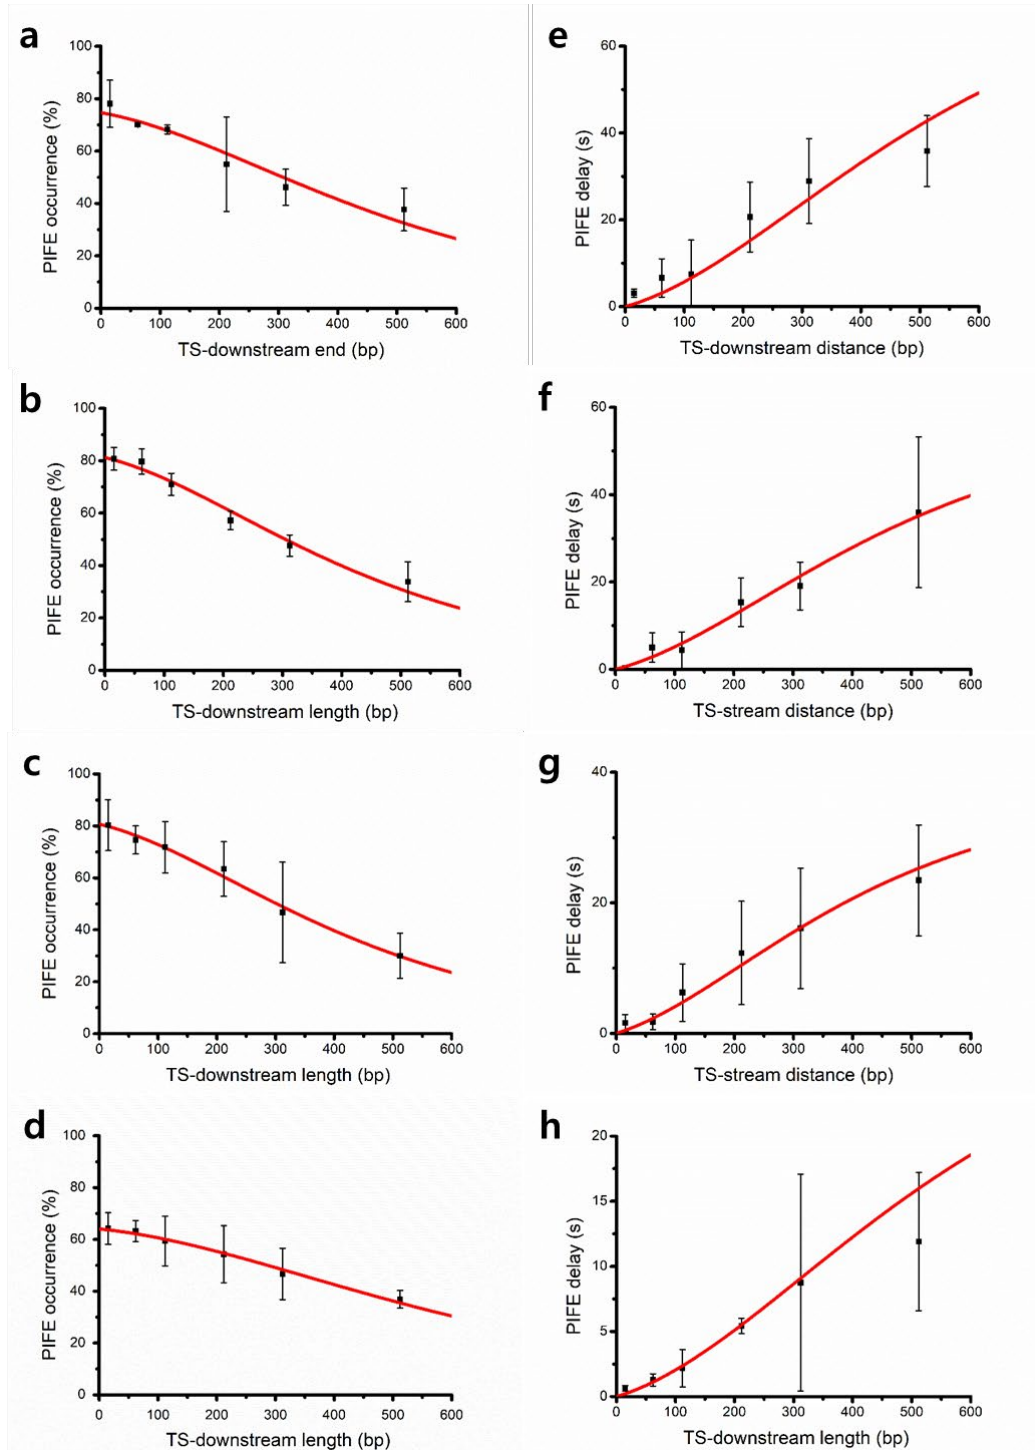 a
100
80
60
40
20
0
PIFE occurrence (%)
0 100 200 300 400 500 600
TS-downstream end (bp)
e
60
40
20
0
PIFE delay (s)
0 100 200 300 400 500 600
TS-downstream distance (bp)
b
100
80
60
40
20
0
PIFE occurrence (%)
0 100 200 300 400 500 600
TS-downstream length (bp)
f
60
40
20
0
PIFE delay (s)
0 100 200 300 400 500 600
TS-stream distance (bp)
c
100
80
60
40
20
0
PIFE occurrence (%)
0 100 200 300 400 500 600
TS-downstream length (bp)
g
40
20
0
PIFE delay (s)
0 100 200 300 400 500 600
TS-stream distance (bp)
d
100
80
60
40
20
0
PIFE occurrence (%)
0 100 200 300 400 500 600
TS-downstream length (bp)
h
20
15
10
5
0
PIFE delay (s)
0 100 200 300 400 500 600
TS-downstream length (bp)